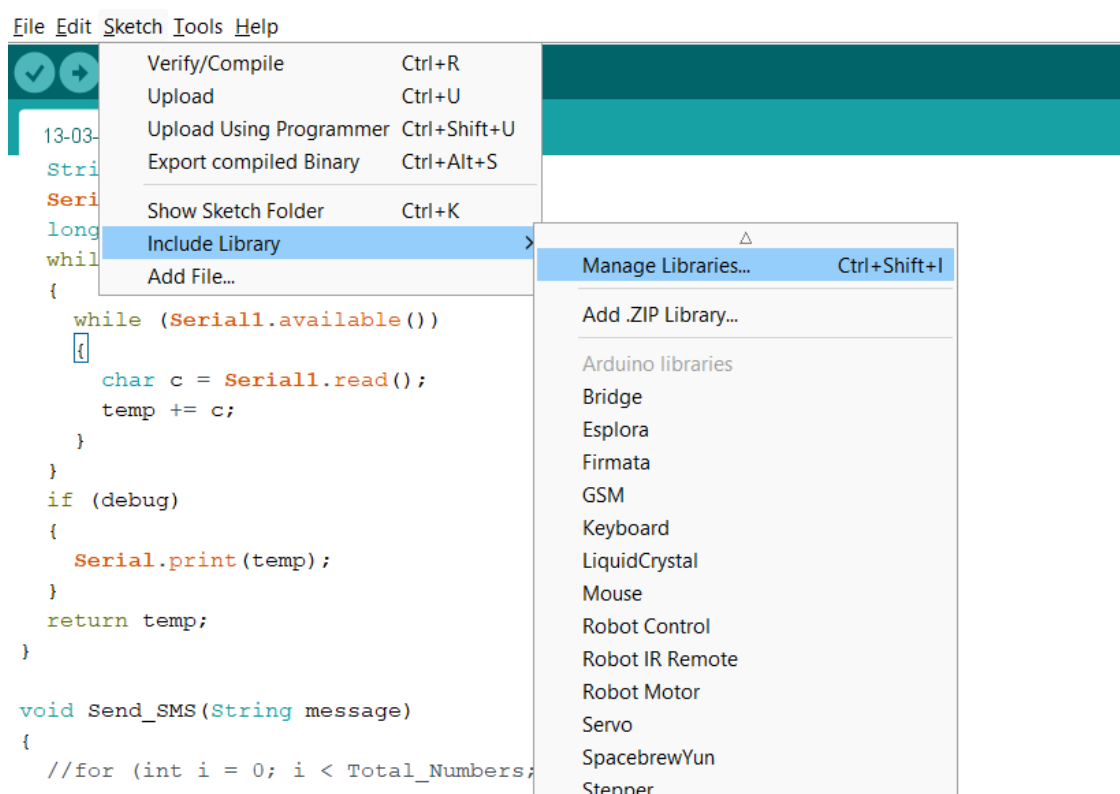 File Edit Sketch Tools Help
Verify/Compile Ctrl+R
Upload Ctrl+U
Upload Using Programmer Ctrl+Shift+U
Export compiled Binary Ctrl+Alt+S
Show Sketch Folder Ctrl+K
Include Library
Add File...
Manage Libraries... Ctrl+Shift+I
Add .ZIP Library...
Arduino libraries
Bridge
Esplora
Firmata
GSM
Keyboard
LiquidCrystal
Mouse
Robot Control
Robot IR Remote
Robot Motor
Servo
SpacebrewYun
Stepper
13-03-
Stri
Seri
long
whil
{
while (Serial1.available())
{
char c = Serial1.read();
temp += c;
}
}
if (debug)
{
Serial.print(temp);
}
return temp;
}
void Send_SMS(String message)
{
//for (int i = 0; i < Total_Numbers;